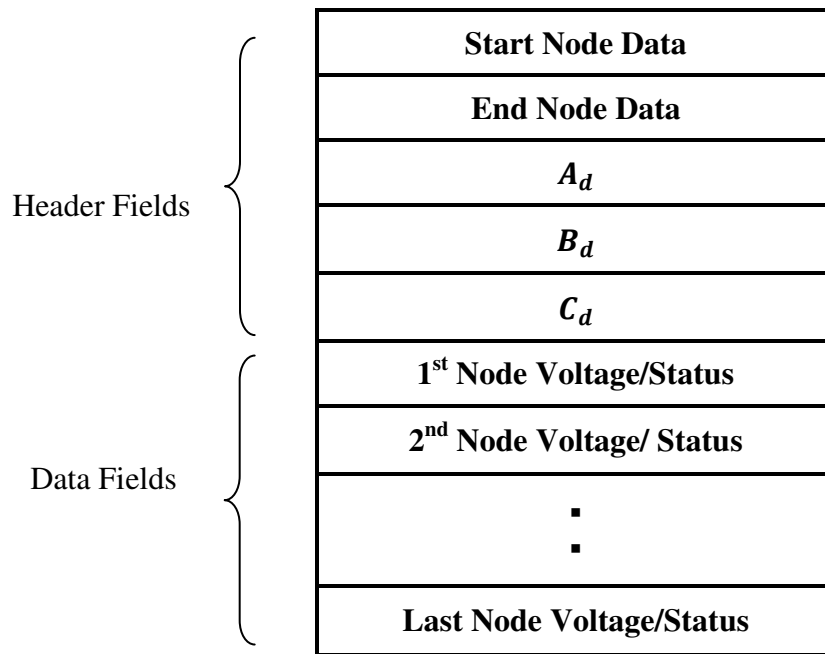 Start Node Data
End Node Data
A_d
Header Fields
B_d
C_d
1st Node Voltage/Status
2nd Node Voltage/ Status
Data Fields
Last Node Voltage/Status